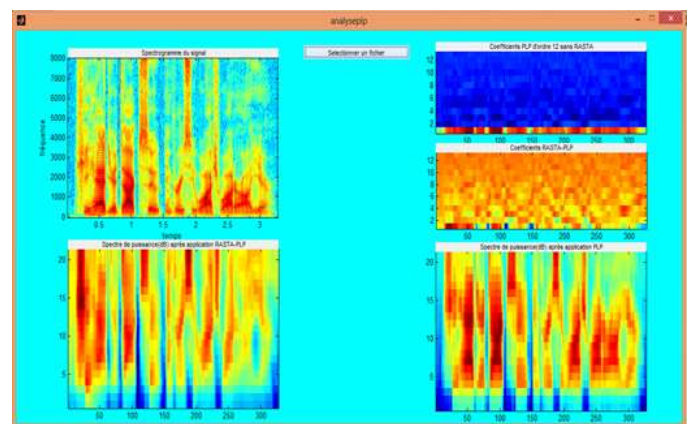 analyseplp
Spectrogramme du signal
8000
7000
6000
5000
4000
3000
2000
1000
0
fréquence
0.5 1 1.5 2 2.5 3
temps
Selectionner un fichier
Coefficients PLP d'ordre 12 sans RASTA
12
10
8
6
4
2
50 100 150 200 250 300
Coefficients RASTA-PLP
12
10
8
6
4
2
50 100 150 200 250 300
Spectre de puissance(dB) après application RASTA-PLP
20
15
10
5
50 100 150 200 250 300
Spectre de puissance(dB) après application PLP
20
15
10
5
50 100 150 200 250 300